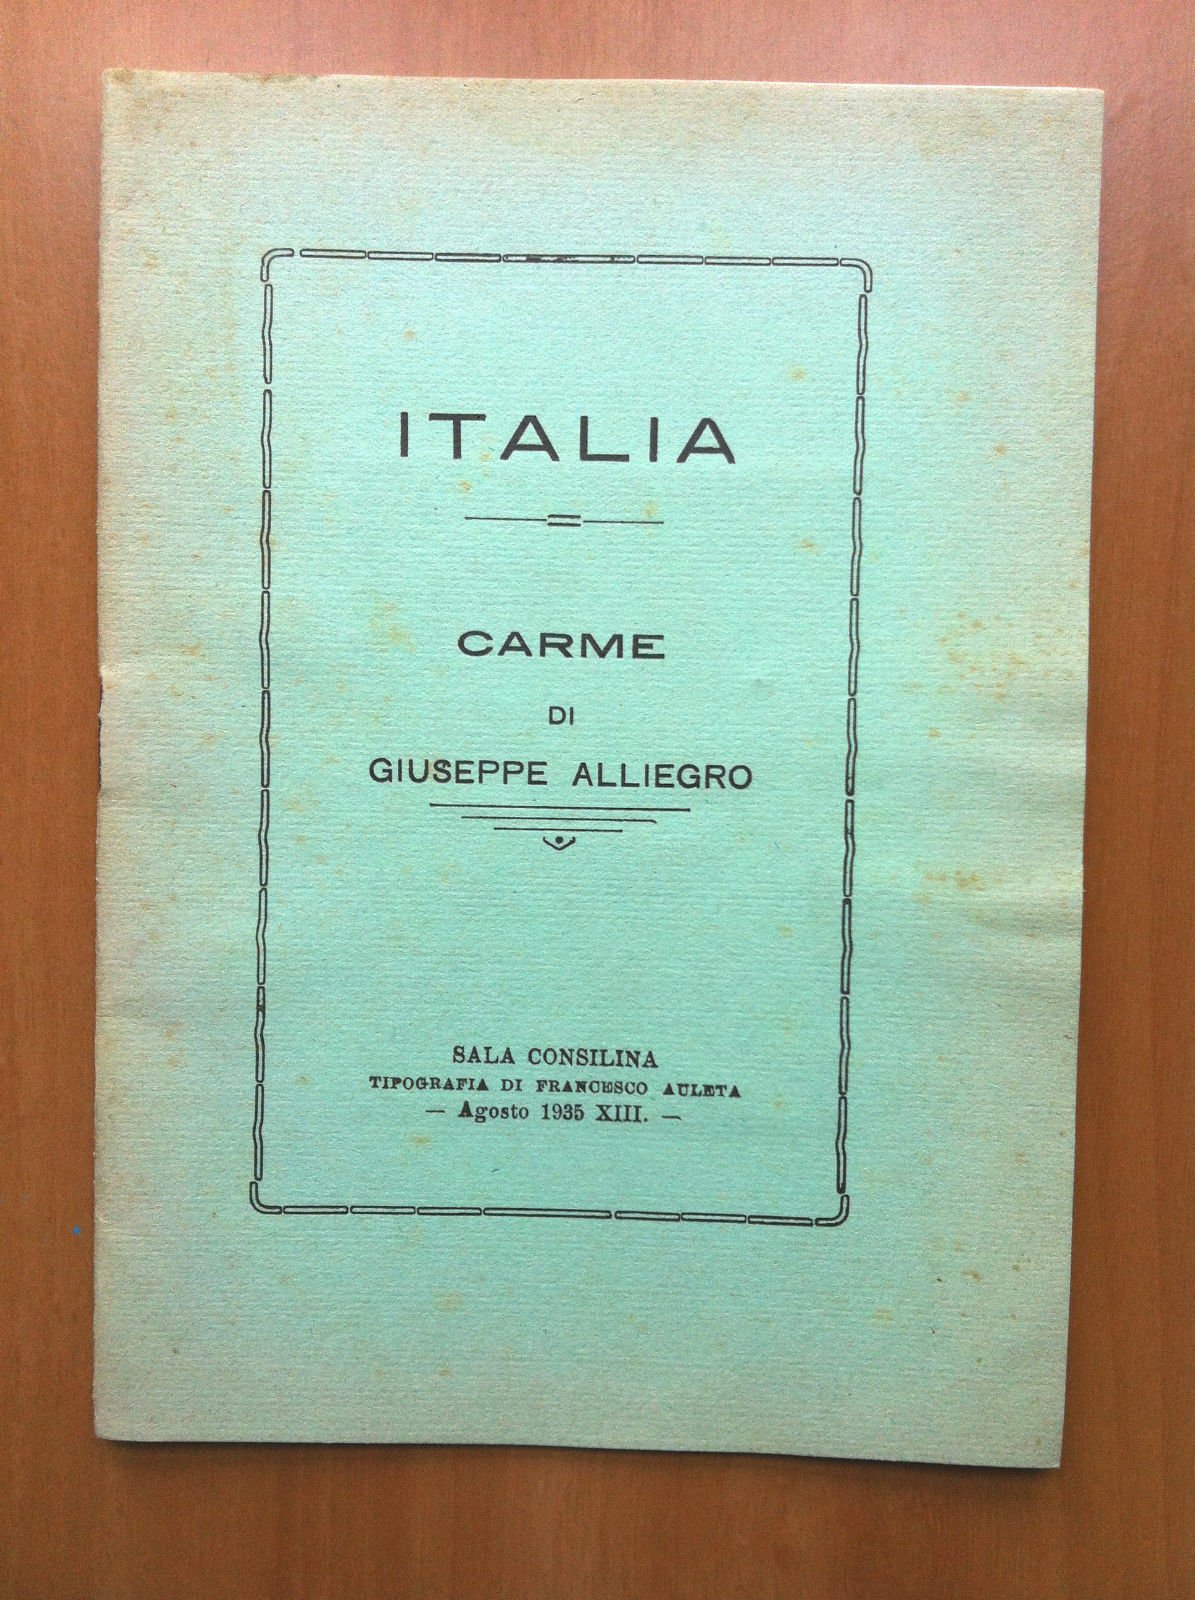 ITALIA
CARME
DI
GIUSEPPE ALLIEGRO
SALA CONSILINA
TIPOGRAFIA DI FRANCESCO AULETA
— Agosto 1935 XIII. —